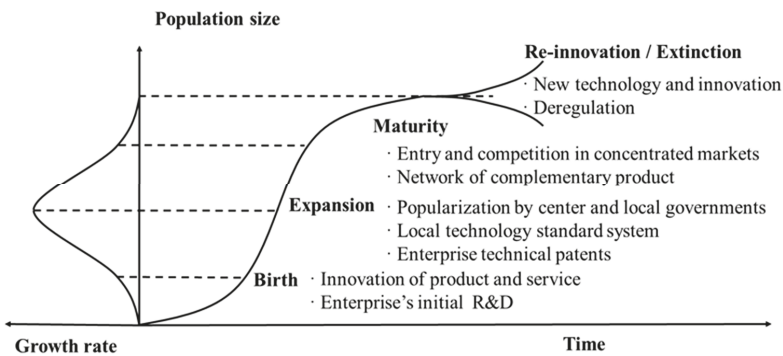 Population size
Re-innovation / Extinction
· New technology and innovation
· Deregulation
Maturity
· Entry and competition in concentrated markets
· Network of complementary product
Expansion
· Popularization by center and local governments
· Local technology standard system
· Enterprise technical patents
Birth
· Innovation of product and service
· Enterprise's initial R&D
Growth rate
Time